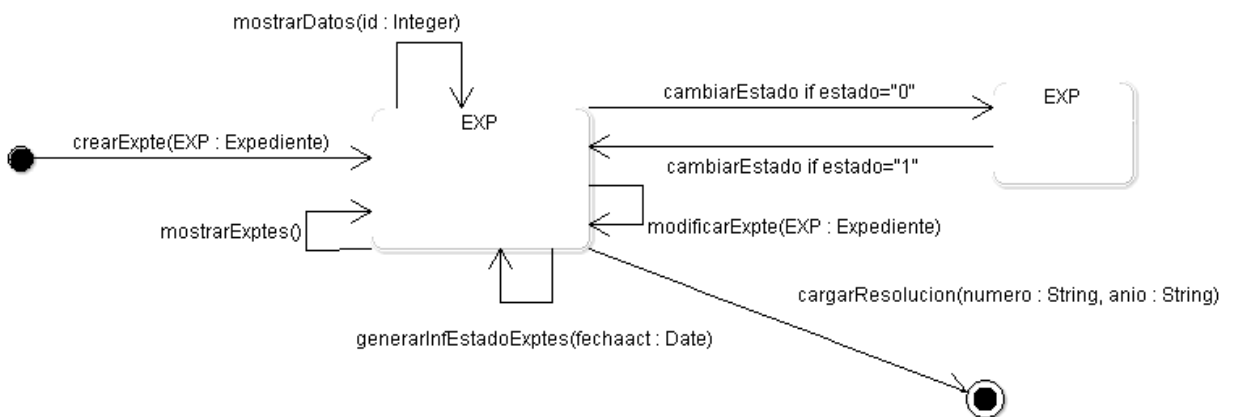 mostrarDatos(id : Integer)
cambiarEstado if estado="0"
EXP
EXP
crearExpte(EXP : Expediente)
cambiarEstado if estado="1"
mostrarExptes()
modificarExpte(EXP : Expediente)
cargarResolucion(numero : String, anio : String)
generarInfEstadoExptes(fechaact : Date)